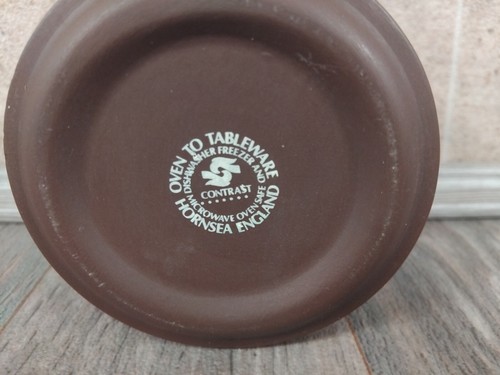 OVEN TO TABLEWARE
DISHWASHER FREEZER AND
MICROWAVE OVEN SAFE
CONTRAST
HORNSEA ENGLAND